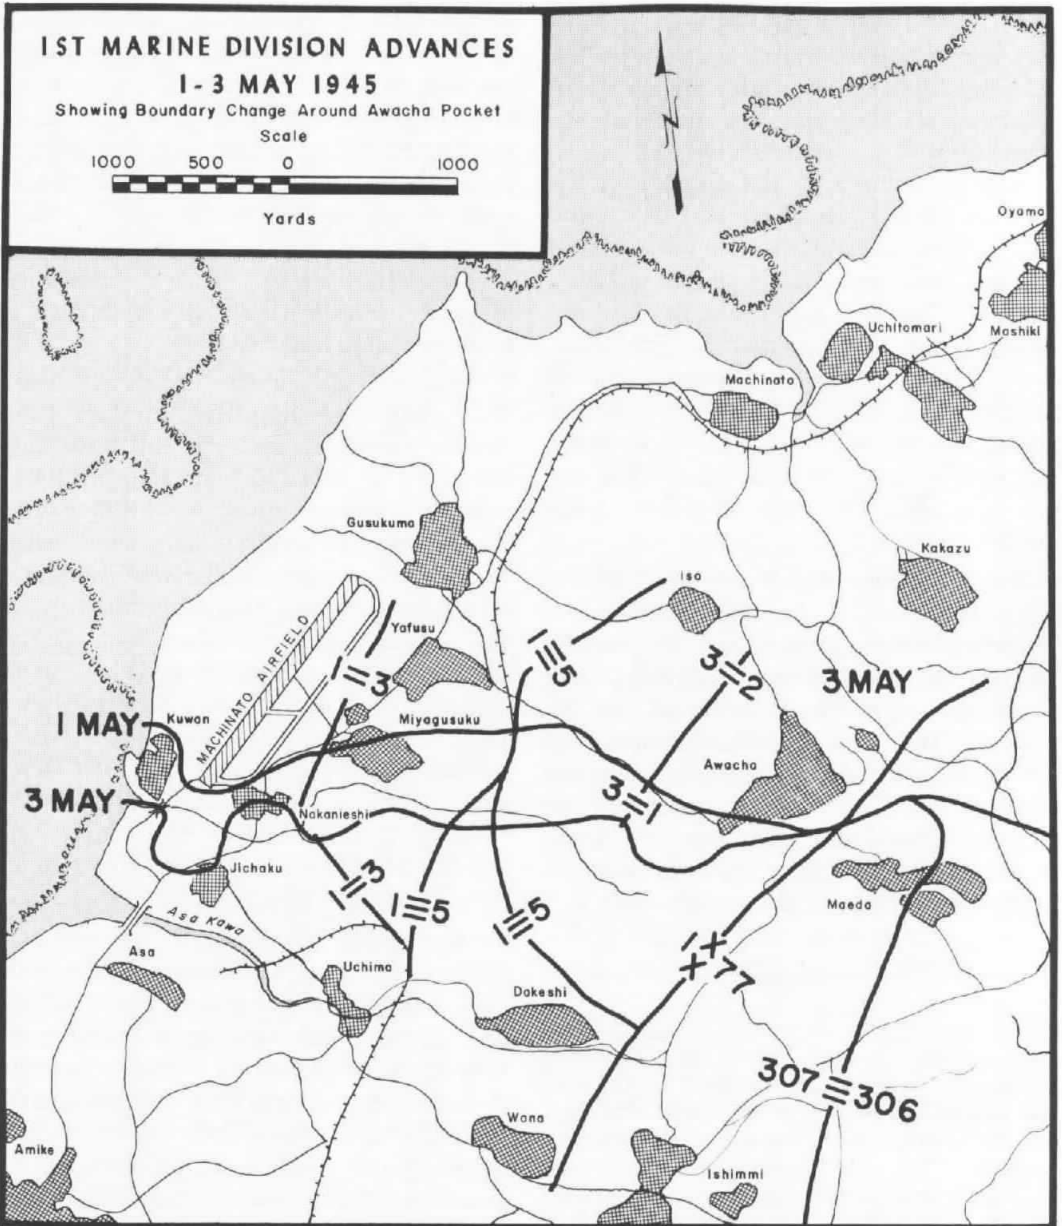 1ST MARINE DIVISION ADVANCES
1-3 MAY 1945
Showing Boundary Change Around Awacha Pocket
Scale
1000 500 0 1000
Yards
Oyama
Uchitomari
Mashiki
Machinato
Gusukuma
Kakazu
Iso
Yafusu
MACHINATO AIRFIELD
1 5
3 1 2
3 MAY
3
1 MAY
Kuwan
Miyagusuku
Awacha
3 MAY
3 1
Nakanieshi
Jichaku
1 3
1 5
1 5
Maeda
Asa Kawa
1 X 77
X
Asa
Uchima
Dakeshi
307 306
Wana
Amike
Ishimmi